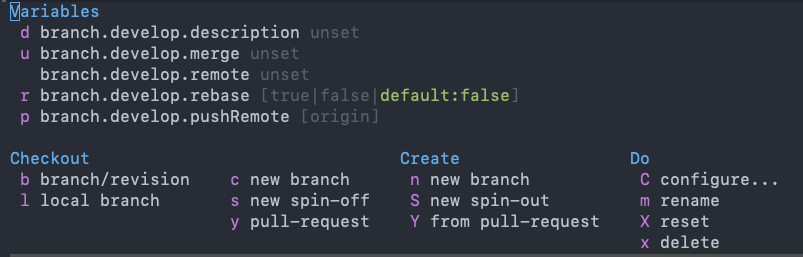 Variables
d branch.develop.description unset
u branch.develop.merge unset
branch.develop.remote unset
r branch.develop.rebase [true|false|default:false]
p branch.develop.pushRemote [origin]
Checkout Create Do
b branch/revision c new branch n new branch C configure...
l local branch s new spin-off S new spin-out m rename
y pull-request Y from pull-request X reset
x delete